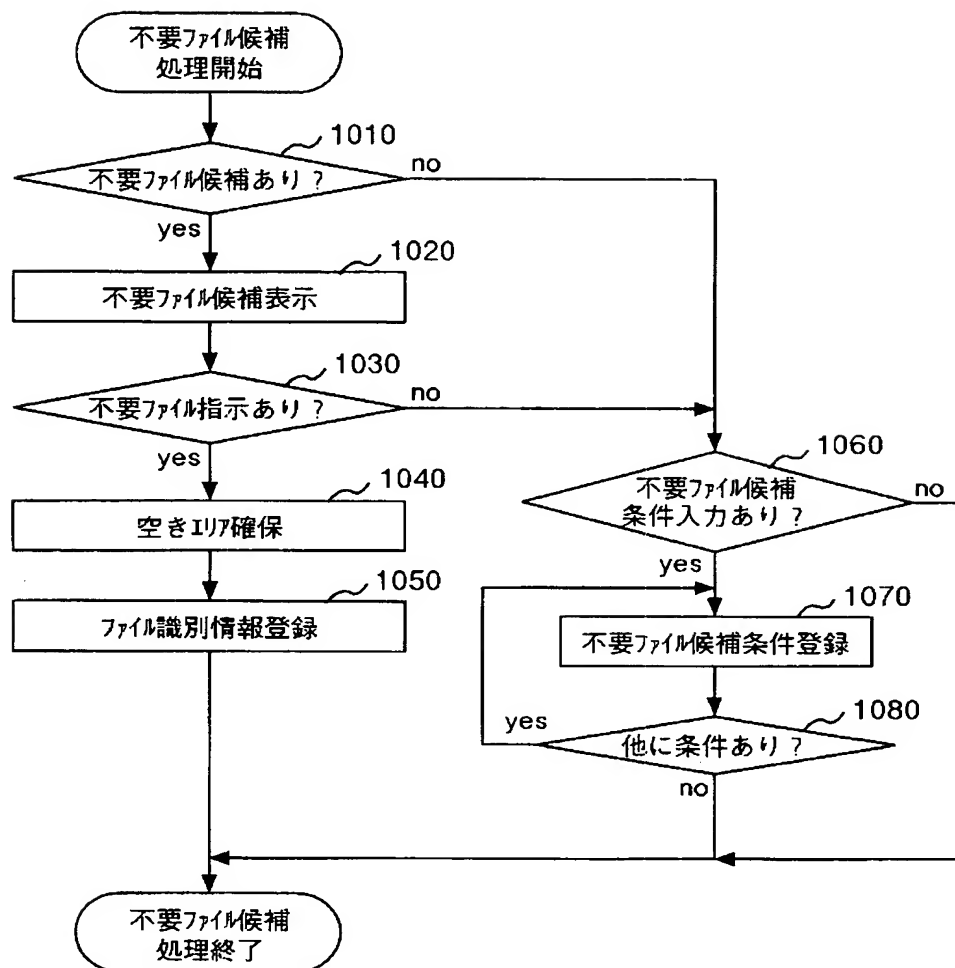 不要ファイル候補
処理開始
1010
不要ファイル候補あり？
no
yes
1020
不要ファイル候補表示
1030
不要ファイル指示あり？
no
yes
1040
空きエリア確保
1050
ファイル識別情報登録
1060
不要ファイル候補
条件入力あり？
no
yes
1070
不要ファイル候補条件登録
1080
他に条件あり？
yes
no
不要ファイル候補
処理終了